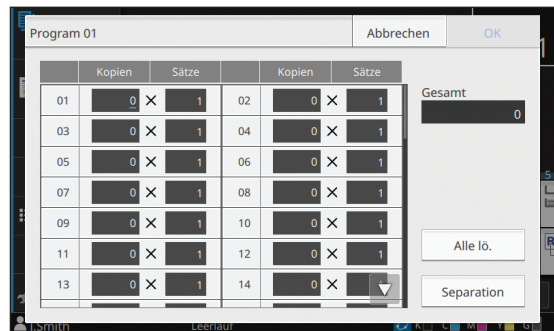 Program 01 Abbrechen OK
Kopien Sätze Kopien Sätze
Gesamt
01 0 × 1 02 0 × 1
0
03 0 × 1 04 0 × 1
05 0 × 1 06 0 × 1
07 0 × 1 08 0 × 1
09 0 × 1 10 0 × 1
11 0 × 1 12 0 × 1
Alle lö.
13 0 × 1 14 0
Separation
J.Smith Leerlauf K C M Y G